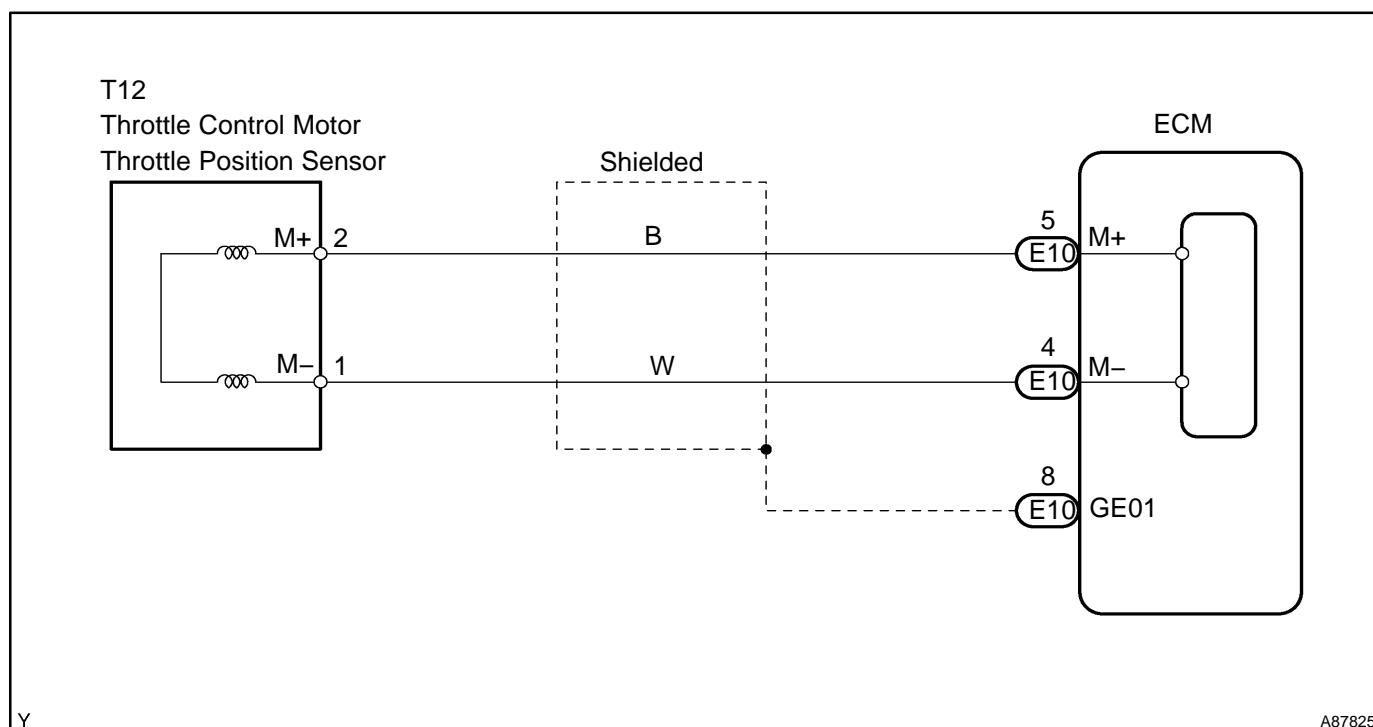 T12
Throttle Control Motor
Throttle Position Sensor
Shielded
ECM
M+ 2
B
5
E10
M+
M– 1
W
4
E10
M–
8
E10
GE01
Y
A87825